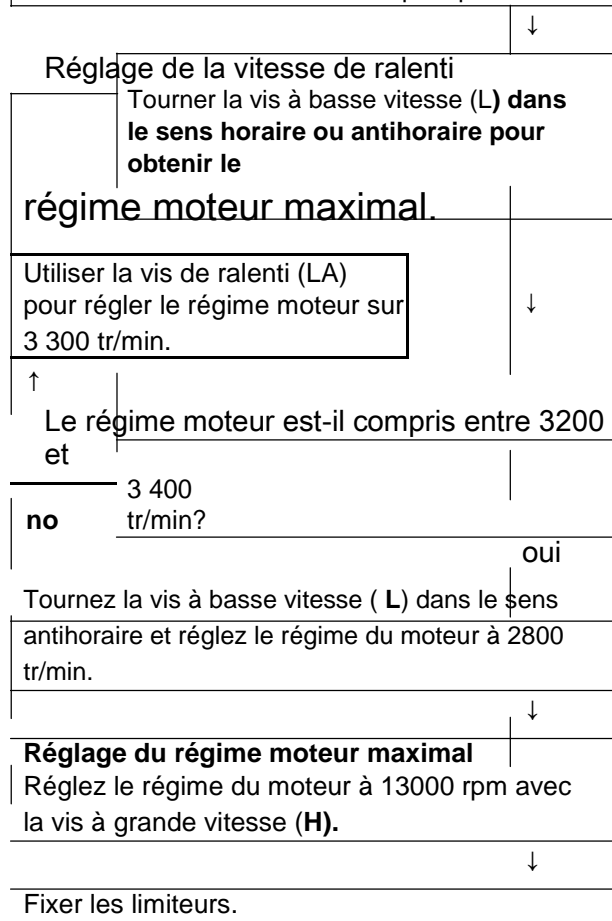 ↓
Réglage de la vitesse de ralenti
Tourner la vis à basse vitesse (L) dans
le sens horaire ou antihoraire pour
obtenir le
régime moteur maximal.
Utiliser la vis de ralenti (LA)
pour régler le régime moteur sur
3 300 tr/min.
↓
↑
Le régime moteur est-il compris entre 3200
et
3 400
no
tr/min?
oui
Tournez la vis à basse vitesse ( L) dans le sens
antihoraire et réglez le régime du moteur à 2800
tr/min.
↓
Réglage du régime moteur maximal
Réglez le régime du moteur à 13000 rpm avec
la vis à grande vitesse (H).
↓
Fixer les limiteurs.